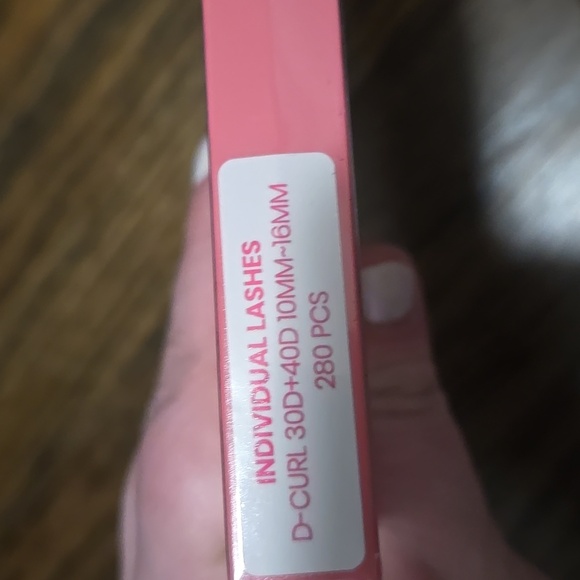 INDIVIDUAL LASHES
D-CURL 30D+40D 10MM~16MM
280 PCS